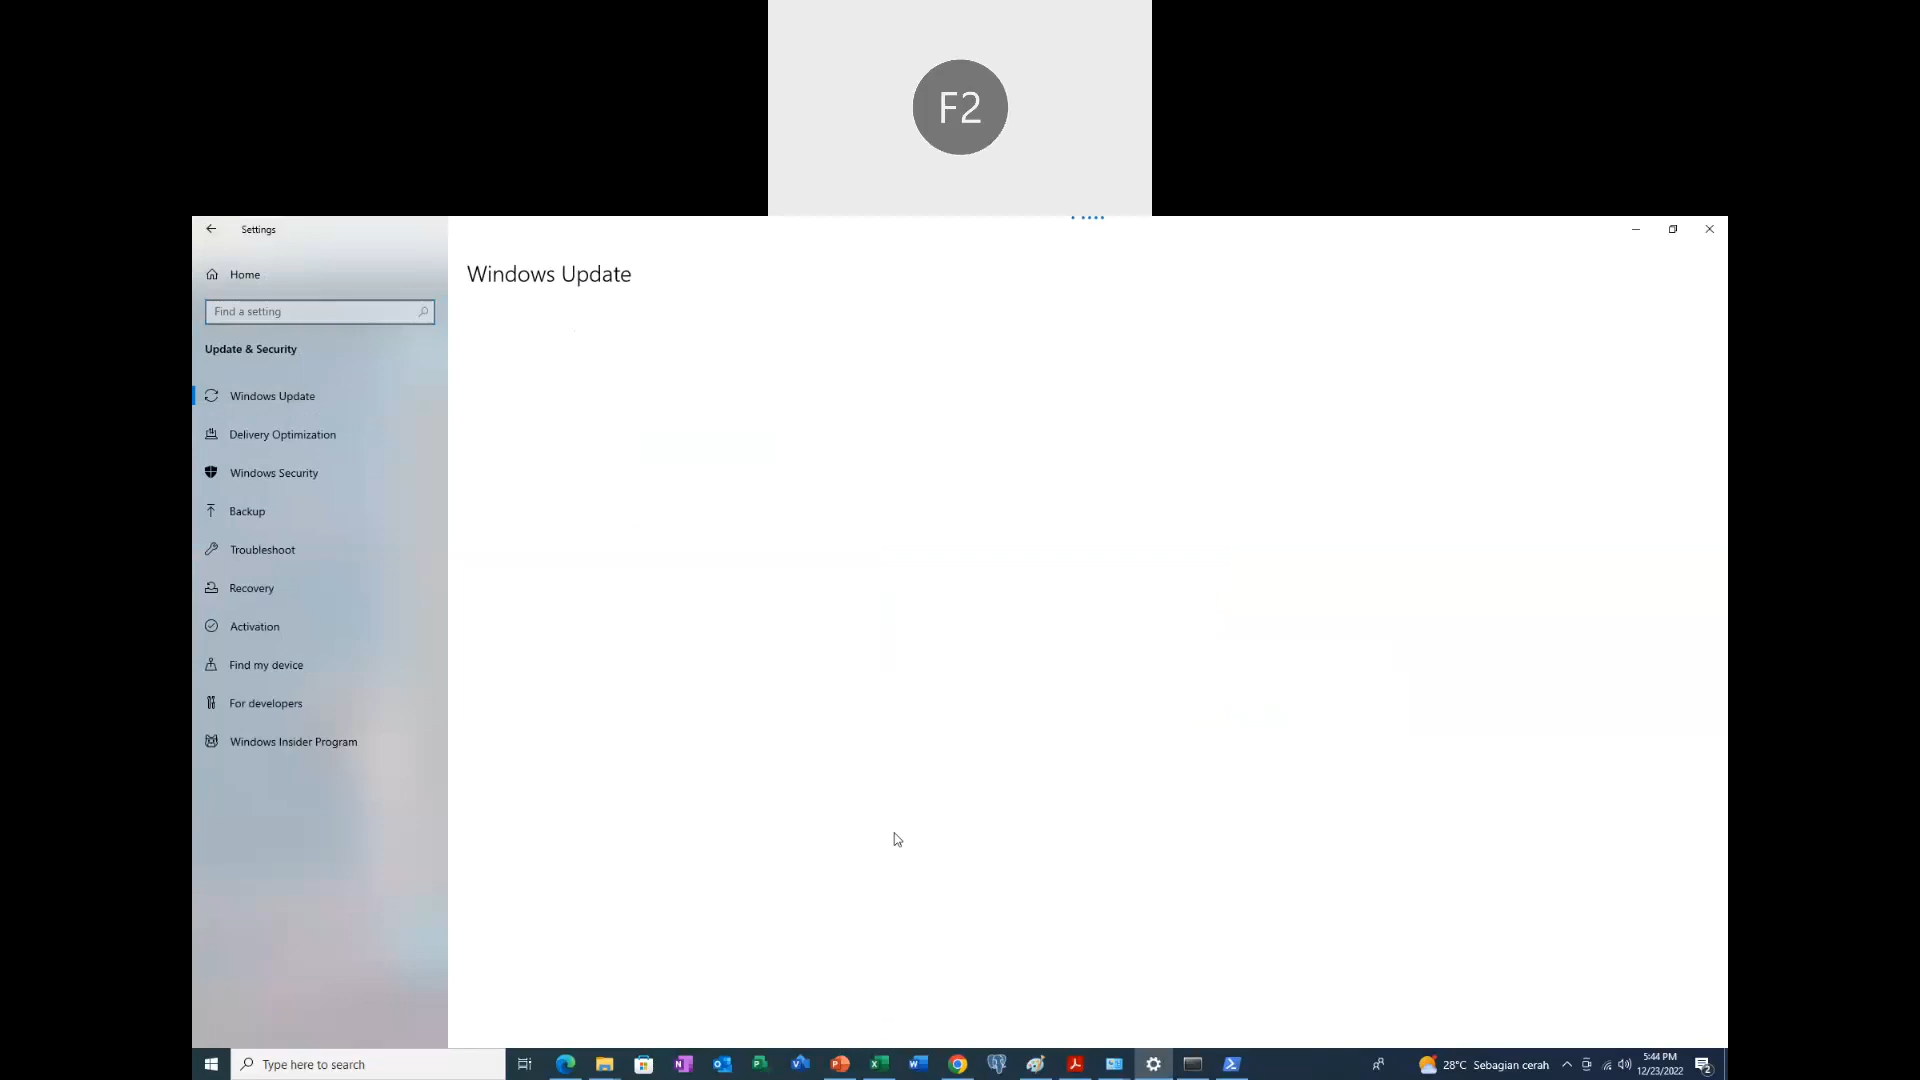 F2
Settings
Home
Find a setting
Update & Security
Windows Update
Windows Update
Delivery Optimization
Windows Security
Backup
Troubleshoot
Recovery
Activation
Find my device
For developers
Windows Insider Program
Type here to search
28°C Sebagian cerah
5:44 PM
12/23/2022
2